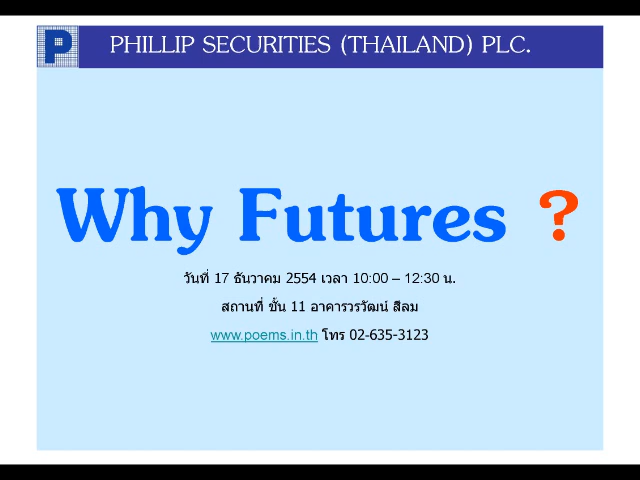 P
PHILLIP SECURITIES (THAILAND) PLC.
Why Futures ?
วันที่ 17 ธันวาคม 2554 เวลา 10:00 – 12:30 น.
สถานที่ ชั้น 11 อาคารวรวัฒน์ สีลม
www.poems.in.th โทร 02-635-3123